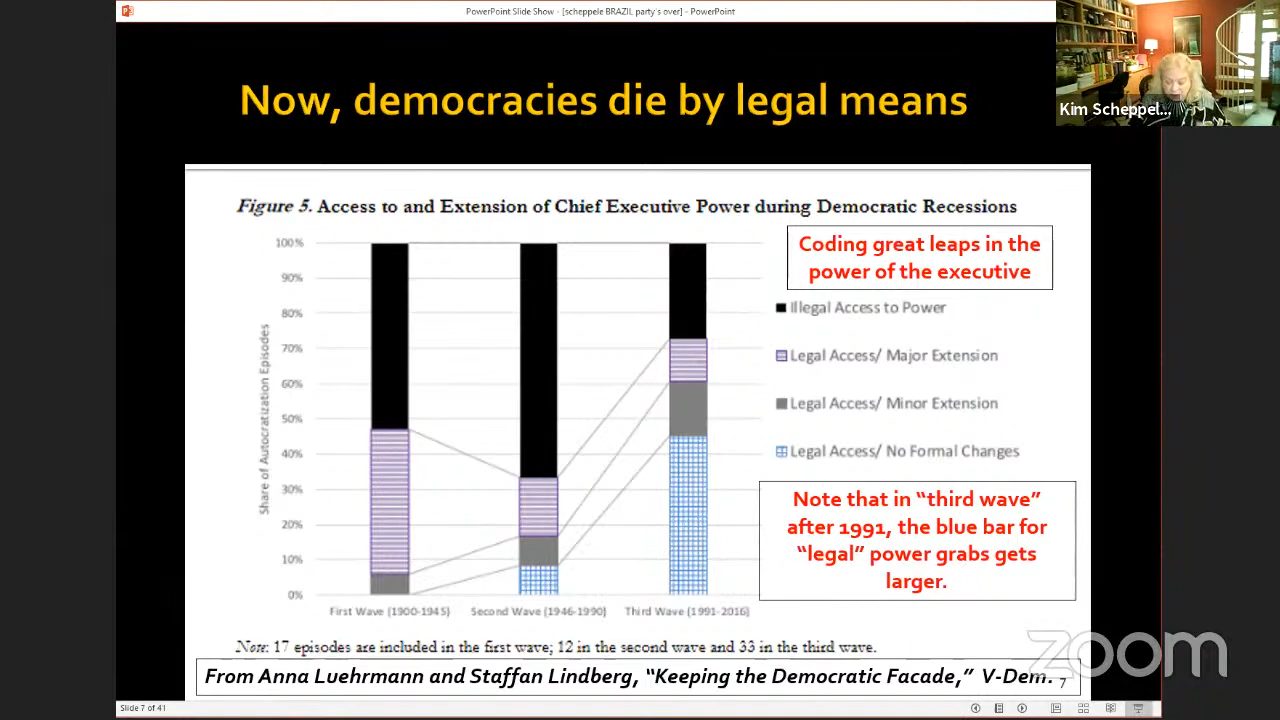 PowerPoint Slide Show - [scheppele BRAZIL party's over] - PowerPoint
Kim Scheppel...
Now, democracies die by legal means
Figure 5. Access to and Extension of Chief Executive Power during Democratic Recessions
Coding great leaps in the
power of the executive
100%
90%
80%
70%
60%
50%
40%
30%
20%
10%
0%
Share of Autocratization Episodes
Illegal Access to Power
Legal Access/ Major Extension
Legal Access/ Minor Extension
Legal Access/ No Formal Changes
Note that in “third wave”
after 1991, the blue bar for
“legal” power grabs gets
larger.
First Wave (1900-1945)
Second Wave (1946-1990)
Third Wave (1991-2016)
Note: 17 episodes are included in the first wave; 12 in the second wave and 33 in the third wave.
From Anna Luehrmann and Staffan Lindberg, “Keeping the Democratic Facade,” V-Dem.
7
zoom
Slide 7 of 41